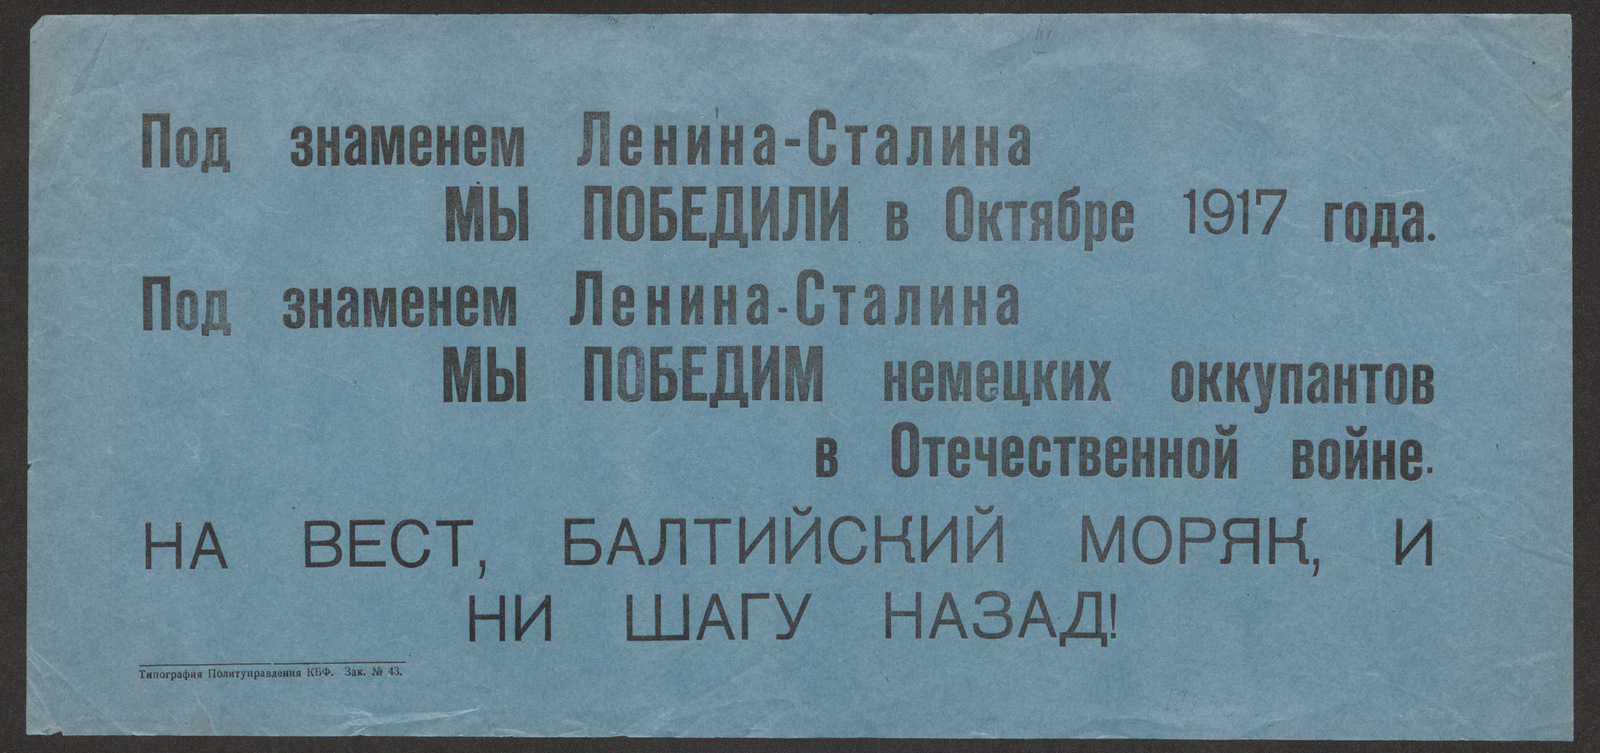 Под знаменем Ленина-Сталина
МЫ ПОБЕДИЛИ в Октябре 1917 года.
Под знаменем Ленина-Сталина
МЫ ПОБЕДИМ немецких оккупантов
в Отечественной войне.
НА ВЕСТ, БАЛТИЙСКИЙ МОРЯК, И
НИ ШАГУ НАЗАД!
Типография Политуправления КБФ. Зак. № 43.